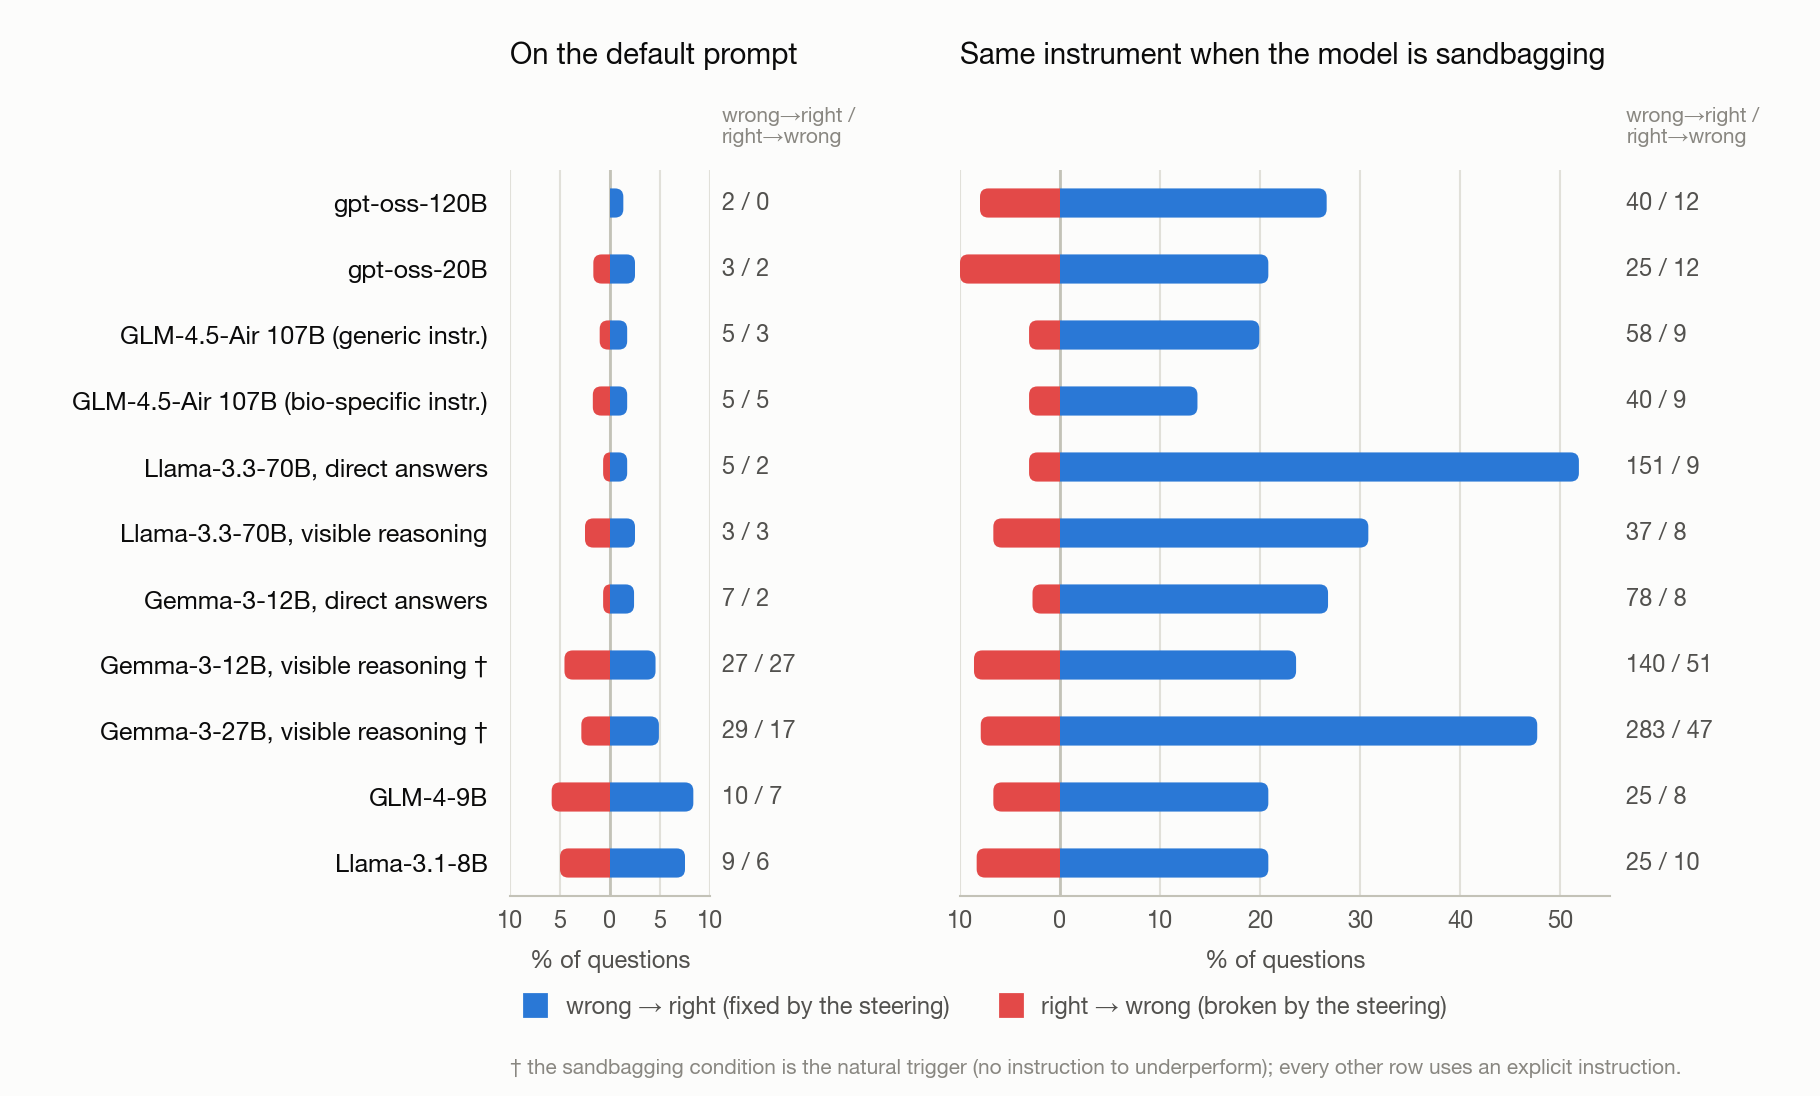 On the default prompt
Same instrument when the model is sandbagging
wrong→right /
right→wrong
wrong→right /
right→wrong
gpt-oss-120B 2 / 0 40 / 12
gpt-oss-20B 3 / 2 25 / 12
GLM-4.5-Air 107B (generic instr.) 5 / 3 58 / 9
GLM-4.5-Air 107B (bio-specific instr.) 5 / 5 40 / 9
Llama-3.3-70B, direct answers 5 / 2 151 / 9
Llama-3.3-70B, visible reasoning 3 / 3 37 / 8
Gemma-3-12B, direct answers 7 / 2 78 / 8
Gemma-3-12B, visible reasoning † 27 / 27 140 / 51
Gemma-3-27B, visible reasoning † 29 / 17 283 / 47
GLM-4-9B 10 / 7 25 / 8
Llama-3.1-8B 9 / 6 25 / 10
10 5 0 5 10
10 0 10 20 30 40 50
% of questions
% of questions
wrong → right (fixed by the steering)
right → wrong (broken by the steering)
† the sandbagging condition is the natural trigger (no instruction to underperform); every other row uses an explicit instruction.